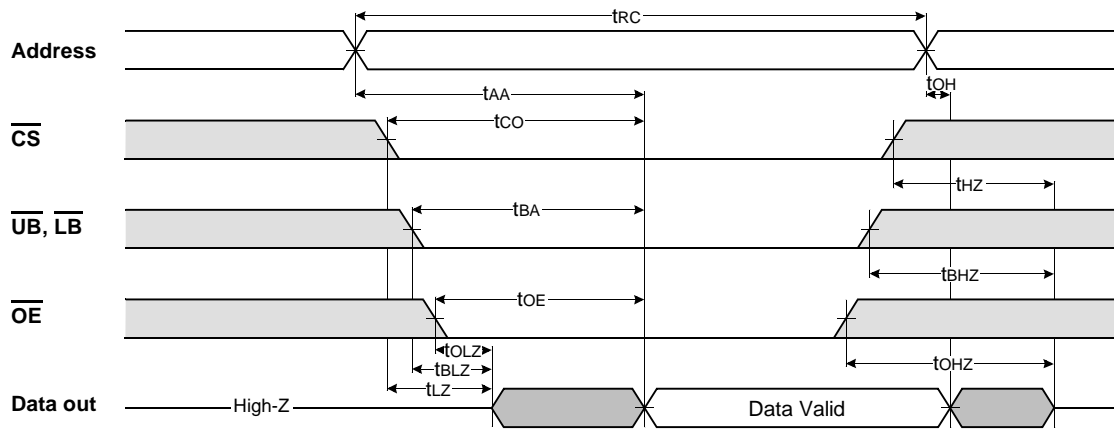 tRC
Address
tOH
tAA
CS
tCO
tHZ
UB, LB
tBA
tBHZ
OE
tOE
tOLZ
tOHZ
tBLZ
tLZ
Data out
High-Z
Data Valid